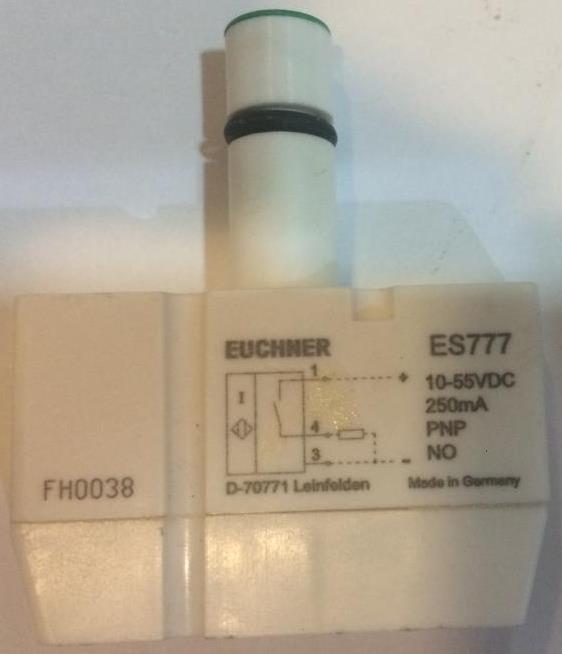 EUCHNER
ES777
1
+
10-55VDC
250mA
I
4
PNP
3
-
NO
D-70771 Leinfelden
Made in Germany
FH0038